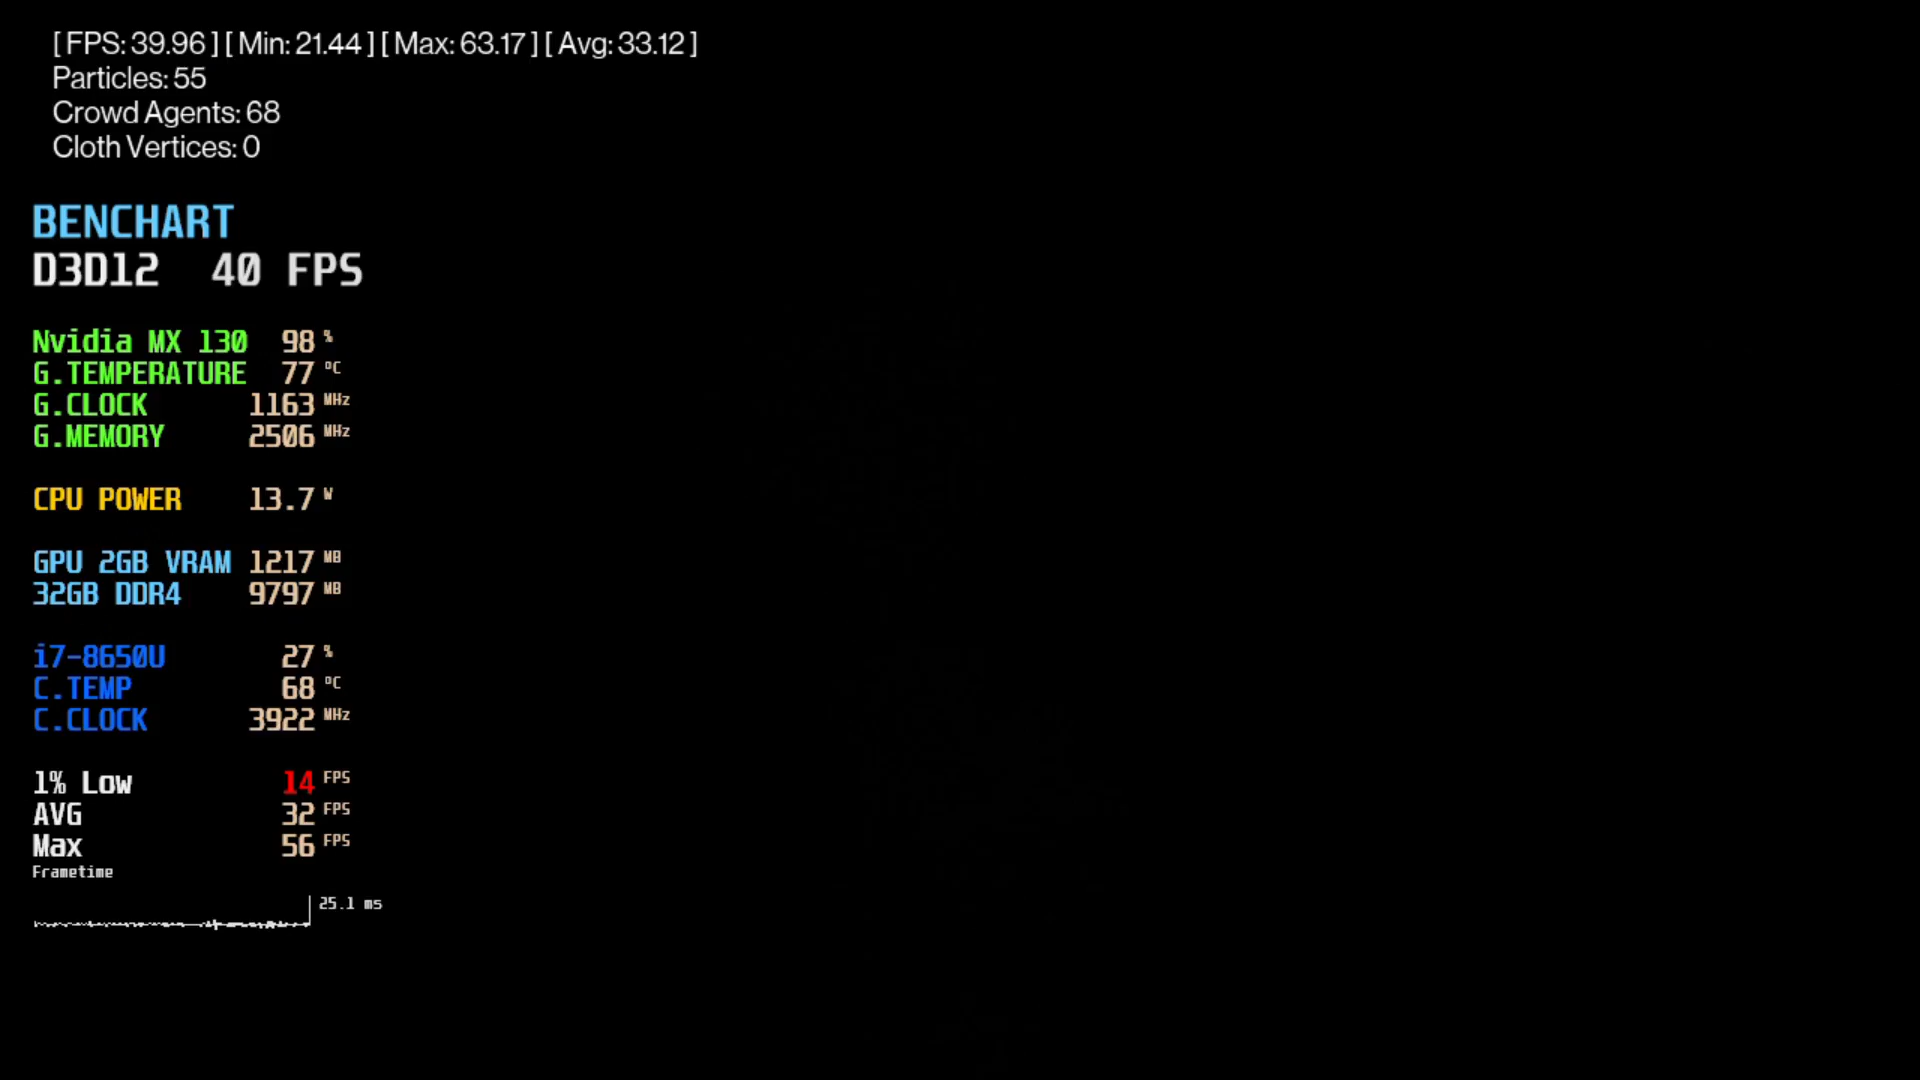 [ FPS: 39.96 ] [ Min: 21.44 ] [ Max: 63.17 ] [ Avg: 33.12 ]
Particles: 55
Crowd Agents: 68
Cloth Vertices: 0
BENCHART
D3D12 40 FPS
Nvidia MX 130 98 %
G.TEMPERATURE 77 °C
G.CLOCK 1163 MHz
G.MEMORY 2506 MHz
CPU POWER 13.7 W
GPU 2GB VRAM 1217 MB
32GB DDR4 9797 MB
i7-8650U 27 %
C.TEMP 68 °C
C.CLOCK 3922 MHz
1% Low 14 FPS
AVG 32 FPS
Max 56 FPS
Frametime
25.1 ms